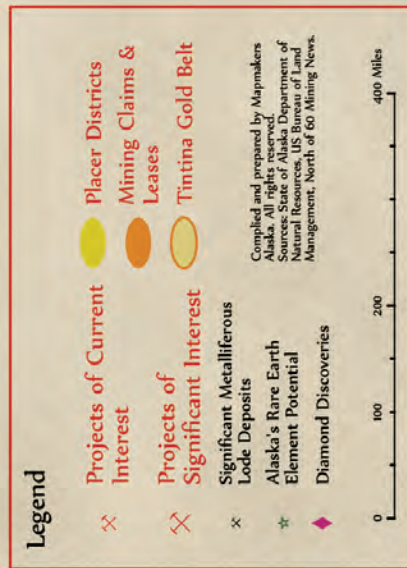 Legend
Projects of Current
Interest
Projects of
Significant Interest
Significant Metalliferous
Lode Deposits
Alaska's Rare Earth
Element Potential
Diamond Discoveries
Placer Districts
Mining Claims &
Leases
Tintina Gold Belt
Complied and prepared by Mapmakers
Alaska. All rights reserved.
Sources: State of Alaska Department of
Natural Resources, US Bureau of Land
Management, North of 60 Mining News.
0 100 200 400 Miles